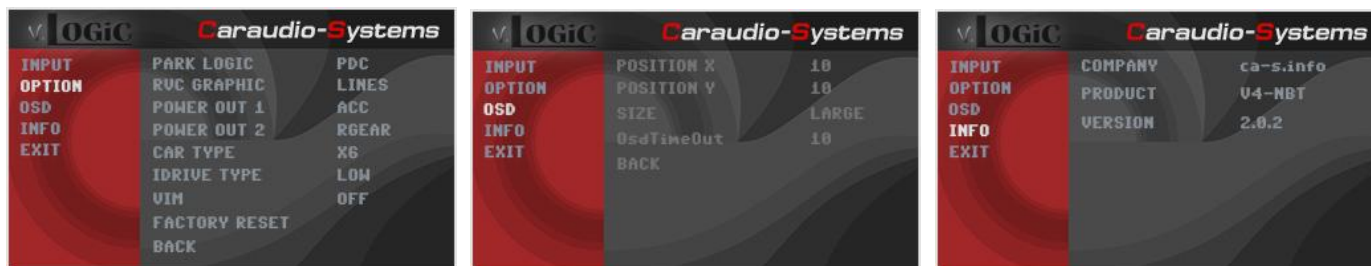 v.LOGiC Caraudio-Systems
INPUT
OPTION
OSD
INFO
EXIT
PARK LOGIC PDC
RVC GRAPHIC LINES
POWER OUT 1 ACC
POWER OUT 2 RGEAR
CAR TYPE X6
IDRIVE TYPE LOW
VIM OFF
FACTORY RESET
BACK
v.LOGiC Caraudio-Systems
INPUT
OPTION
OSD
INFO
EXIT
POSITION X 10
POSITION Y 10
SIZE LARGE
OsdTimeOut 10
BACK
v.LOGiC Caraudio-Systems
INPUT
OPTION
OSD
INFO
EXIT
COMPANY ca-s.info
PRODUCT V4-NBT
VERSION 2.0.2